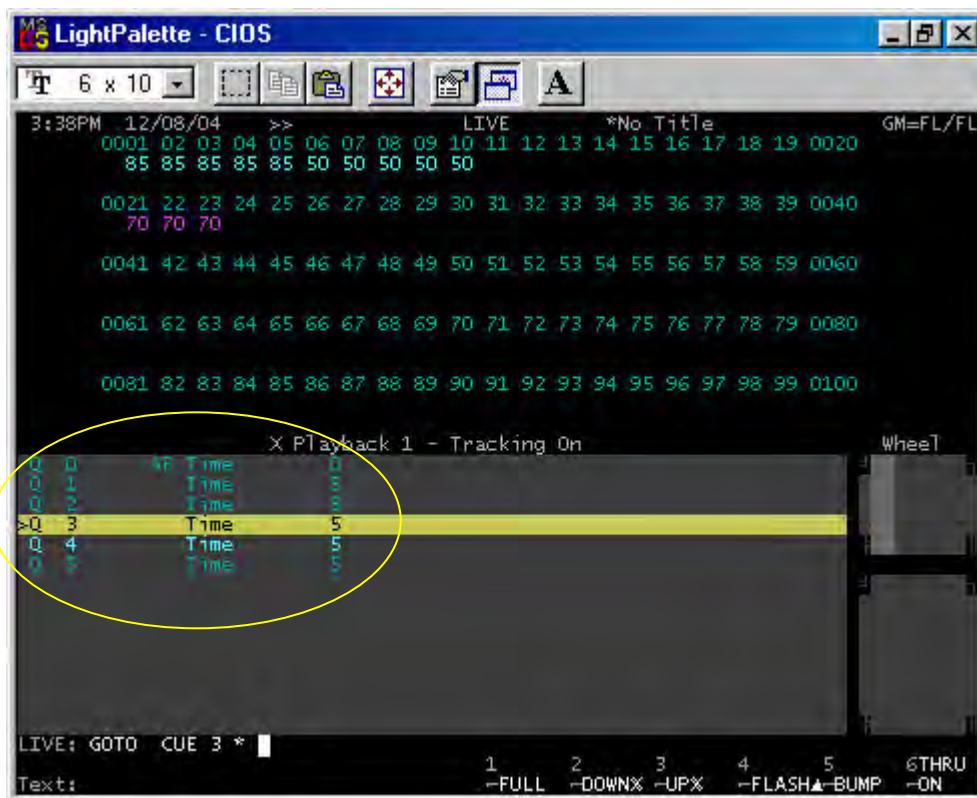 LightPalette - CIOS
6 x 10
A
3:38PM 12/08/04 >> LIVE *No Title GM=FL/FL
0001 02 03 04 05 06 07 08 09 10 11 12 13 14 15 16 17 18 19 0020
85 85 85 85 85 50 50 50 50 50
0021 22 23 24 25 26 27 28 29 30 31 32 33 34 35 36 37 38 39 0040
70 70 70
0041 42 43 44 45 46 47 48 49 50 51 52 53 54 55 56 57 58 59 0060
0061 62 63 64 65 66 67 68 69 70 71 72 73 74 75 76 77 78 79 0080
0081 82 83 84 85 86 87 88 89 90 91 92 93 94 95 96 97 98 99 0100
X Playback 1 - Tracking On Wheel
Q 0 Time 0
Q 1 Time 5
Q 2 Time 5
>Q 3 Time 5
Q 4 Time 5
Q 5 Time 5
LIVE: GOTO CUE 3 *
1 2 3 4 5 6THRU
Text: FULL DOWN% UP% FLASH BUMP ON